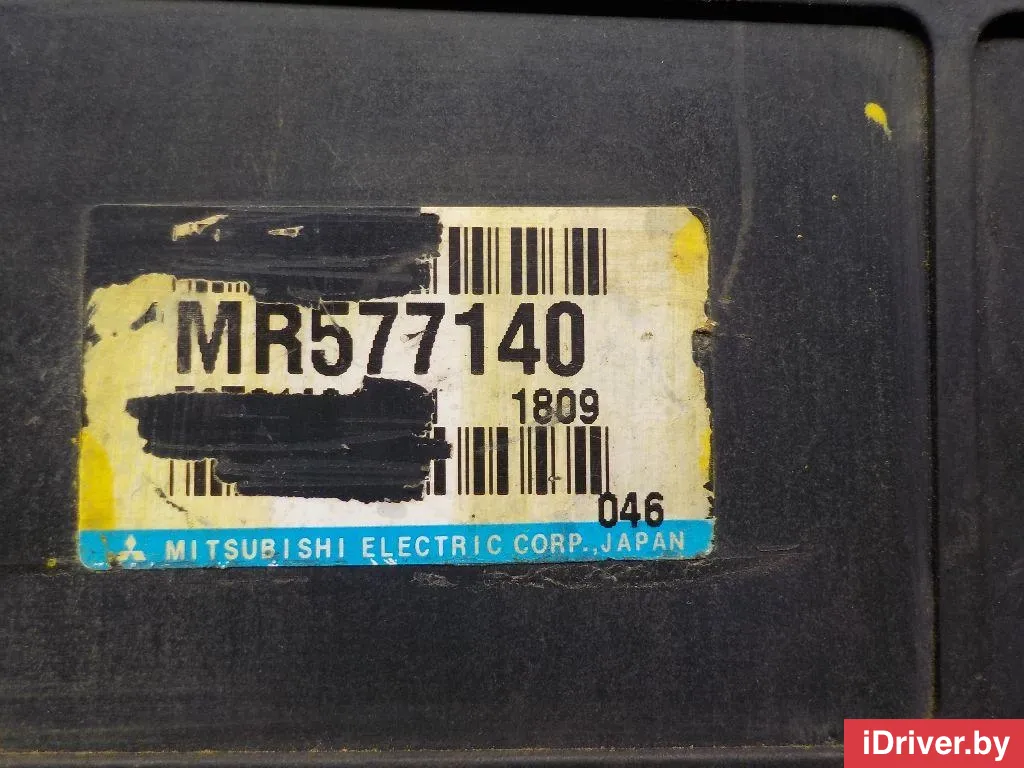 MR577140
1809
046
MITSUBISHI ELECTRIC CORP., JAPAN
iDriver.by